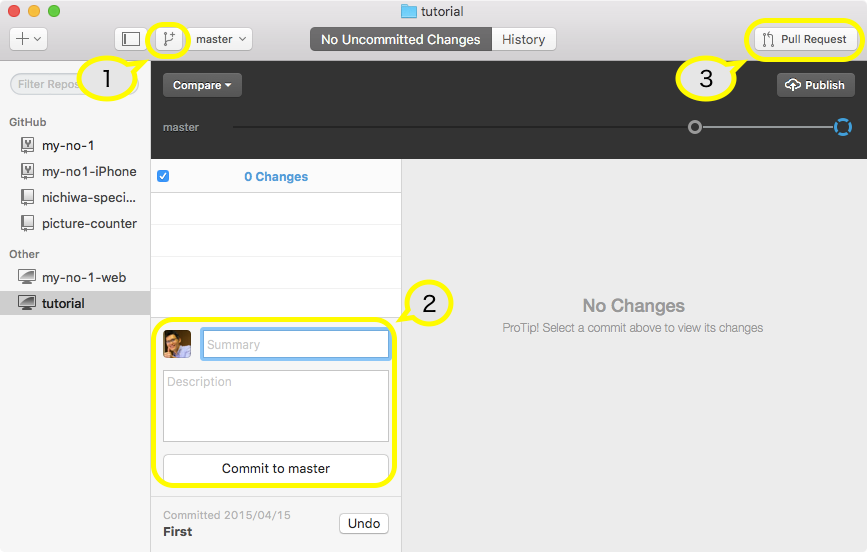 tutorial
master
No Uncommitted Changes
History
Pull Request
1
3
Filter Repos
Compare
Publish
GitHub
master
my-no-1
my-no1-iPhone
nichiwa-speci...
picture-counter
Other
my-no-1-web
tutorial
0 Changes
2
Summary
Description
Commit to master
Committed 2015/04/15
First
Undo
No Changes
ProTip! Select a commit above to view its changes